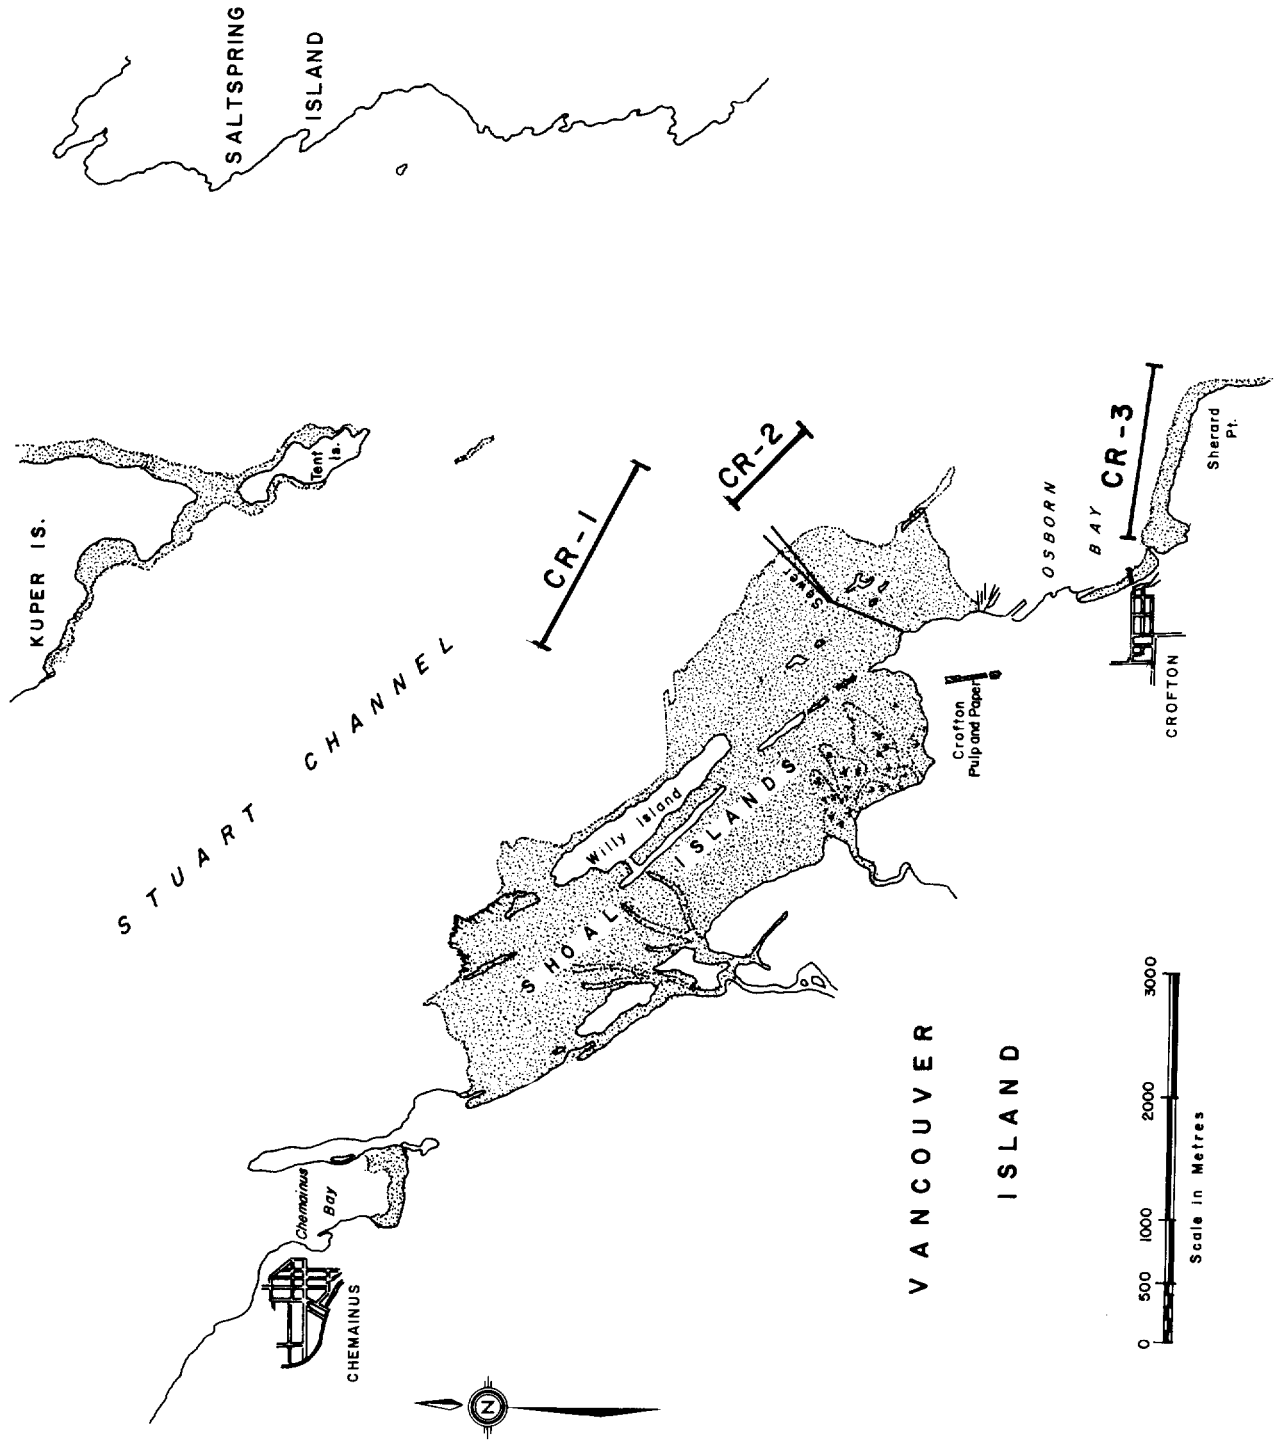 SALTSPRING
ISLAND
KUPER IS.
Tent
Is.
STUART CHANNEL
CR-1
CR-2
CR-3
Sewer
OSBORN
BAY
Sherard
Pt.
CROFTON
Crofton
Pulp and Paper
Willy Island
SHOAL ISLANDS
Chemainus
Bay
CHEMAINUS
VANCOUVER
ISLAND
N
0 500 1000 2000 3000
Scale in Metres